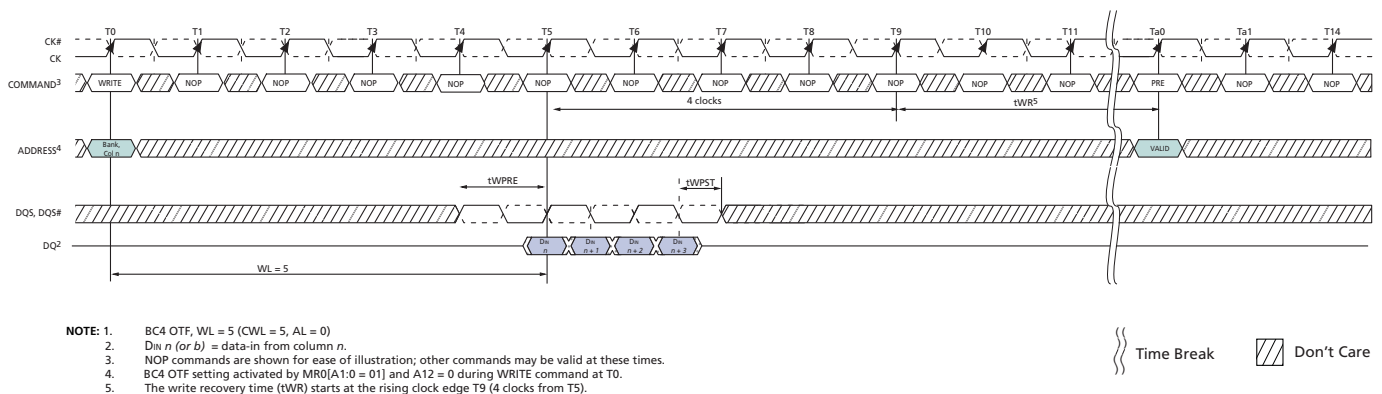 T0 T1 T2 T3 T4 T5 T6 T7 T8 T9 T10 T11 Ta0 Ta1 T14
CK#
CK
COMMAND3 WRITE NOP NOP NOP NOP NOP NOP NOP NOP NOP NOP NOP PRE NOP NOP
4 clocks tWR5
ADDRESS4 Bank, Col n VALID
tWPRE tWPST
DQS, DQS#
DQ2 DIN n DIN n + 1 DIN n + 2 DIN n + 3
WL = 5
NOTE: 1. BC4 OTF, WL = 5 (CWL = 5, AL = 0)
2. DIN n (or b) = data-in from column n.
3. NOP commands are shown for ease of illustration; other commands may be valid at these times.
4. BC4 OTF setting activated by MR0[A1:0 = 01] and A12 = 0 during WRITE command at T0.
5. The write recovery time (tWR) starts at the rising clock edge T9 (4 clocks from T5).
Time Break Don't Care